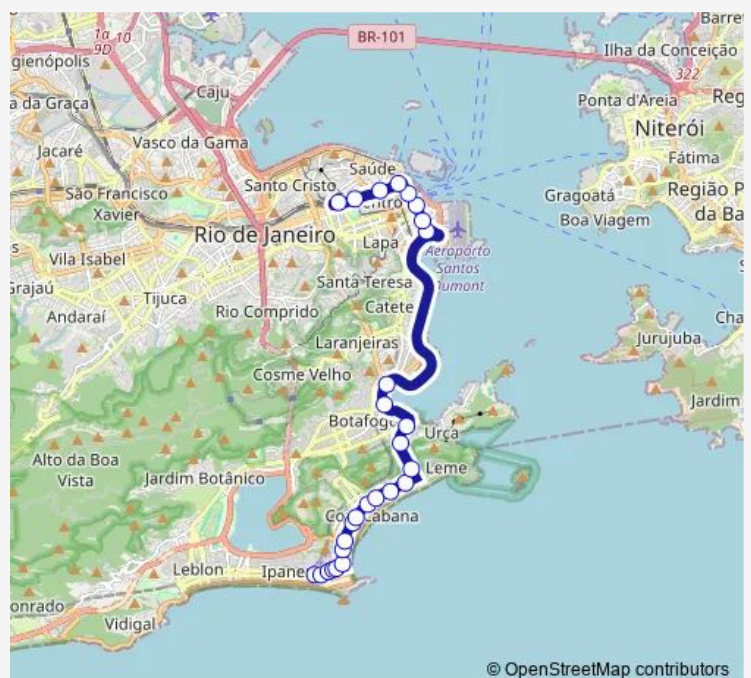 BR-101
Barre
1a 10
9D
Ilha da Conceição
322
gienópolis
Caju
Ponta d'Areia
Reg
a da Graça
Niterói
Vasco da Gama
Jacaré
Saúde
Fátima
Santo Cristo
São Francisco
Xavier
Gragoatá
Região P
da Ba
Rio de Janeiro
Lapa
Boa Viagem
Aeroporto
Santos
Dumont
Vila Isabel
Santa Teresa
Grajaú
Tijuca
Rio Comprido
Catete
Cha
Andaraí
Laranjeiras
Jurujuba
Cosme Velho
Jardim
Botafogo
Urca
Alto da Boa
Vista
Leme
Jardim Botânico
Copacabana
Leblon
Ipane
onrado
Vidigal
© OpenStreetMap contributors